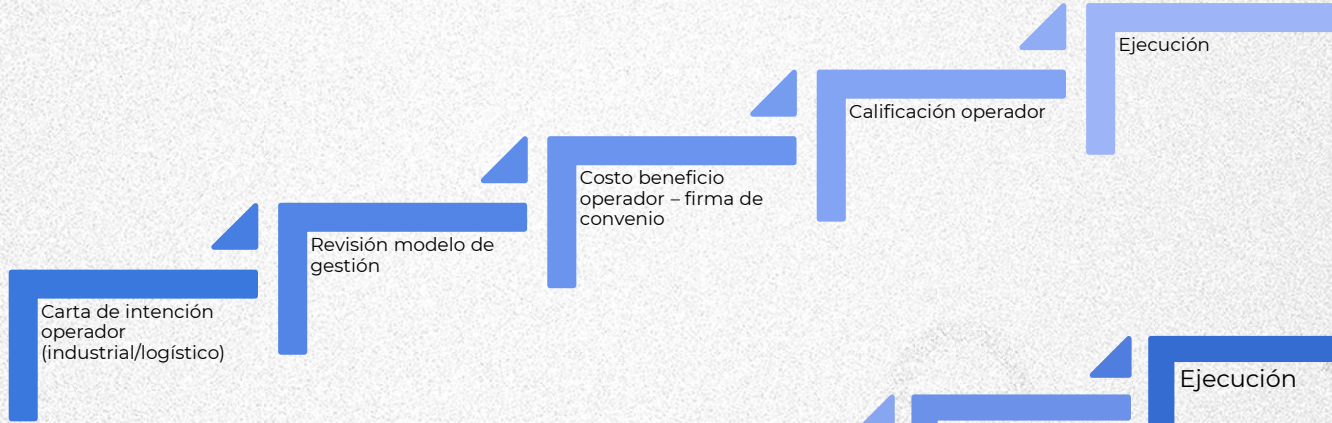 Ejecución
Calificación operador
Costo beneficio
operador – firma de
convenio
Revisión modelo de
gestión
Carta de intención
operador
(industrial/logístico)
Ejecución